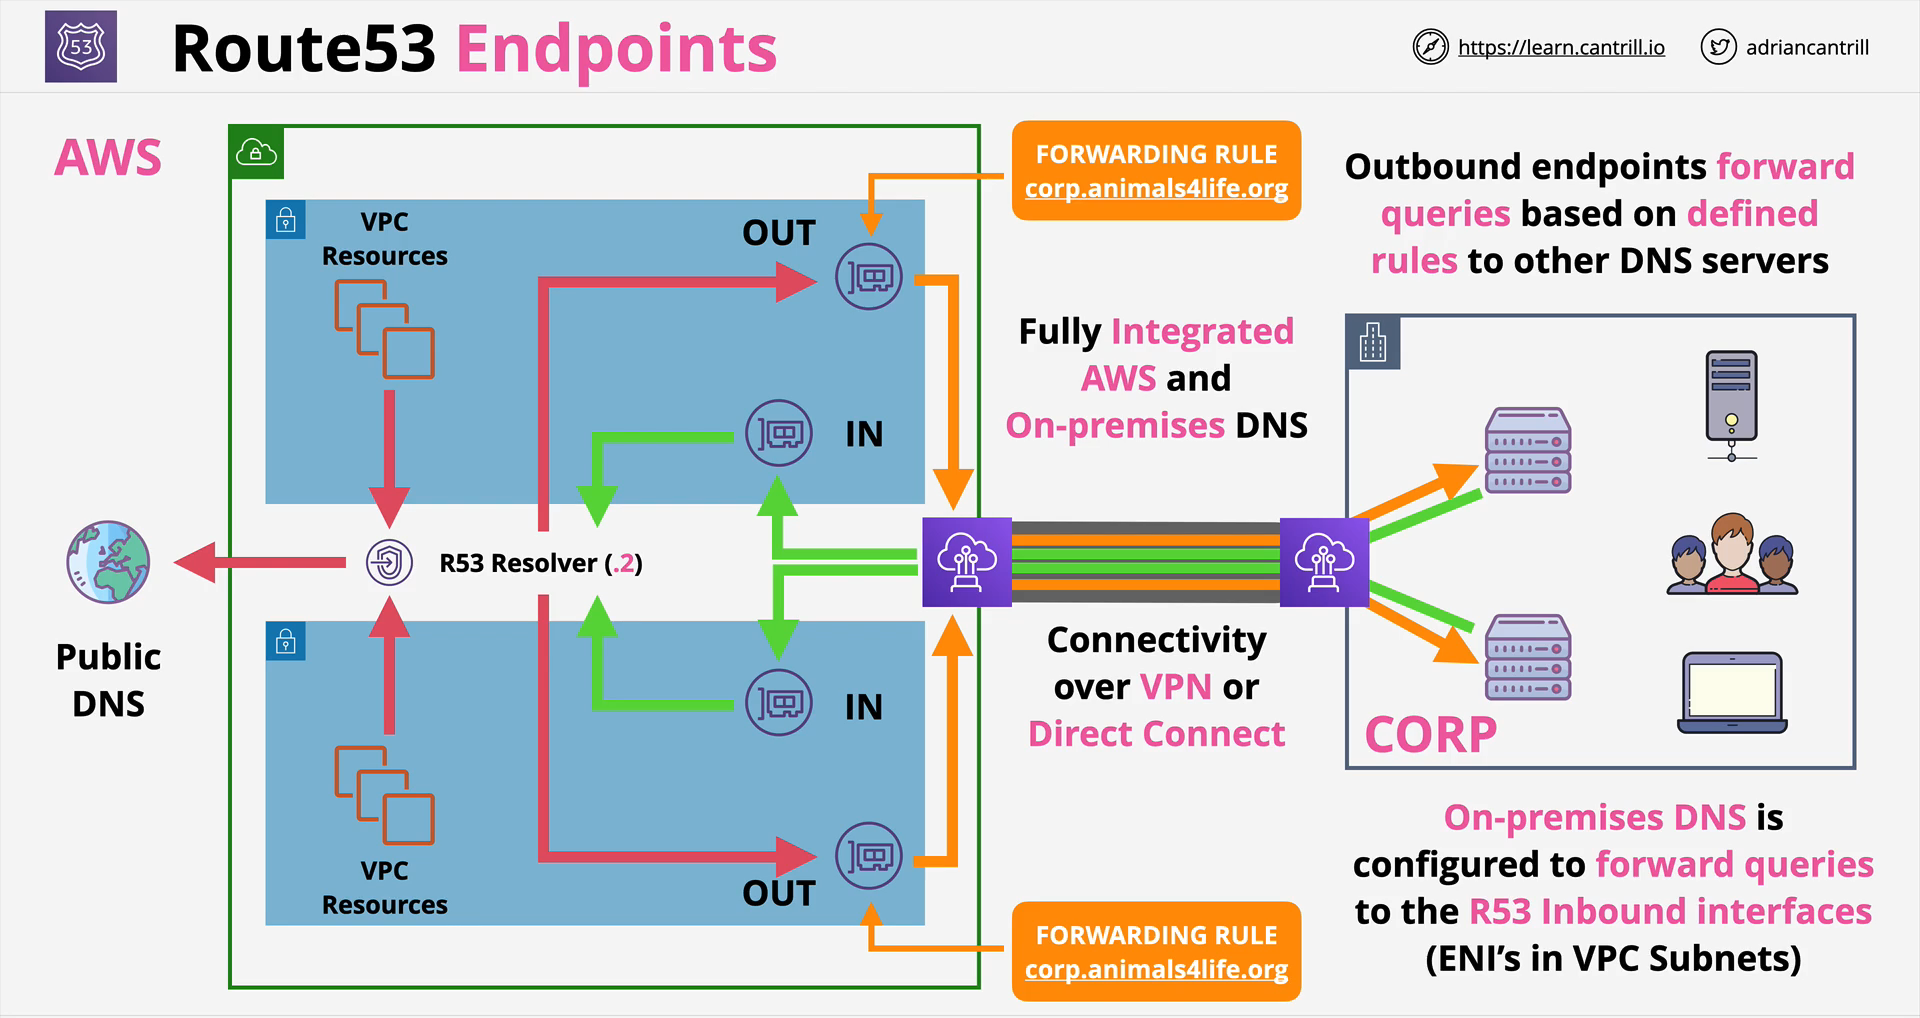 53
Route53 Endpoints
https://learn.cantrill.io
adriancantrill
AWS
VPC
Resources
OUT
IN
R53 Resolver (.2)
Public
DNS
IN
VPC
Resources
OUT
FORWARDING RULE
corp.animals4life.org
Fully Integrated
AWS and
On-premises DNS
Connectivity
over VPN or
Direct Connect
FORWARDING RULE
corp.animals4life.org
Outbound endpoints forward
queries based on defined
rules to other DNS servers
CORP
On-premises DNS is
configured to forward queries
to the R53 Inbound interfaces
(ENI’s in VPC Subnets)